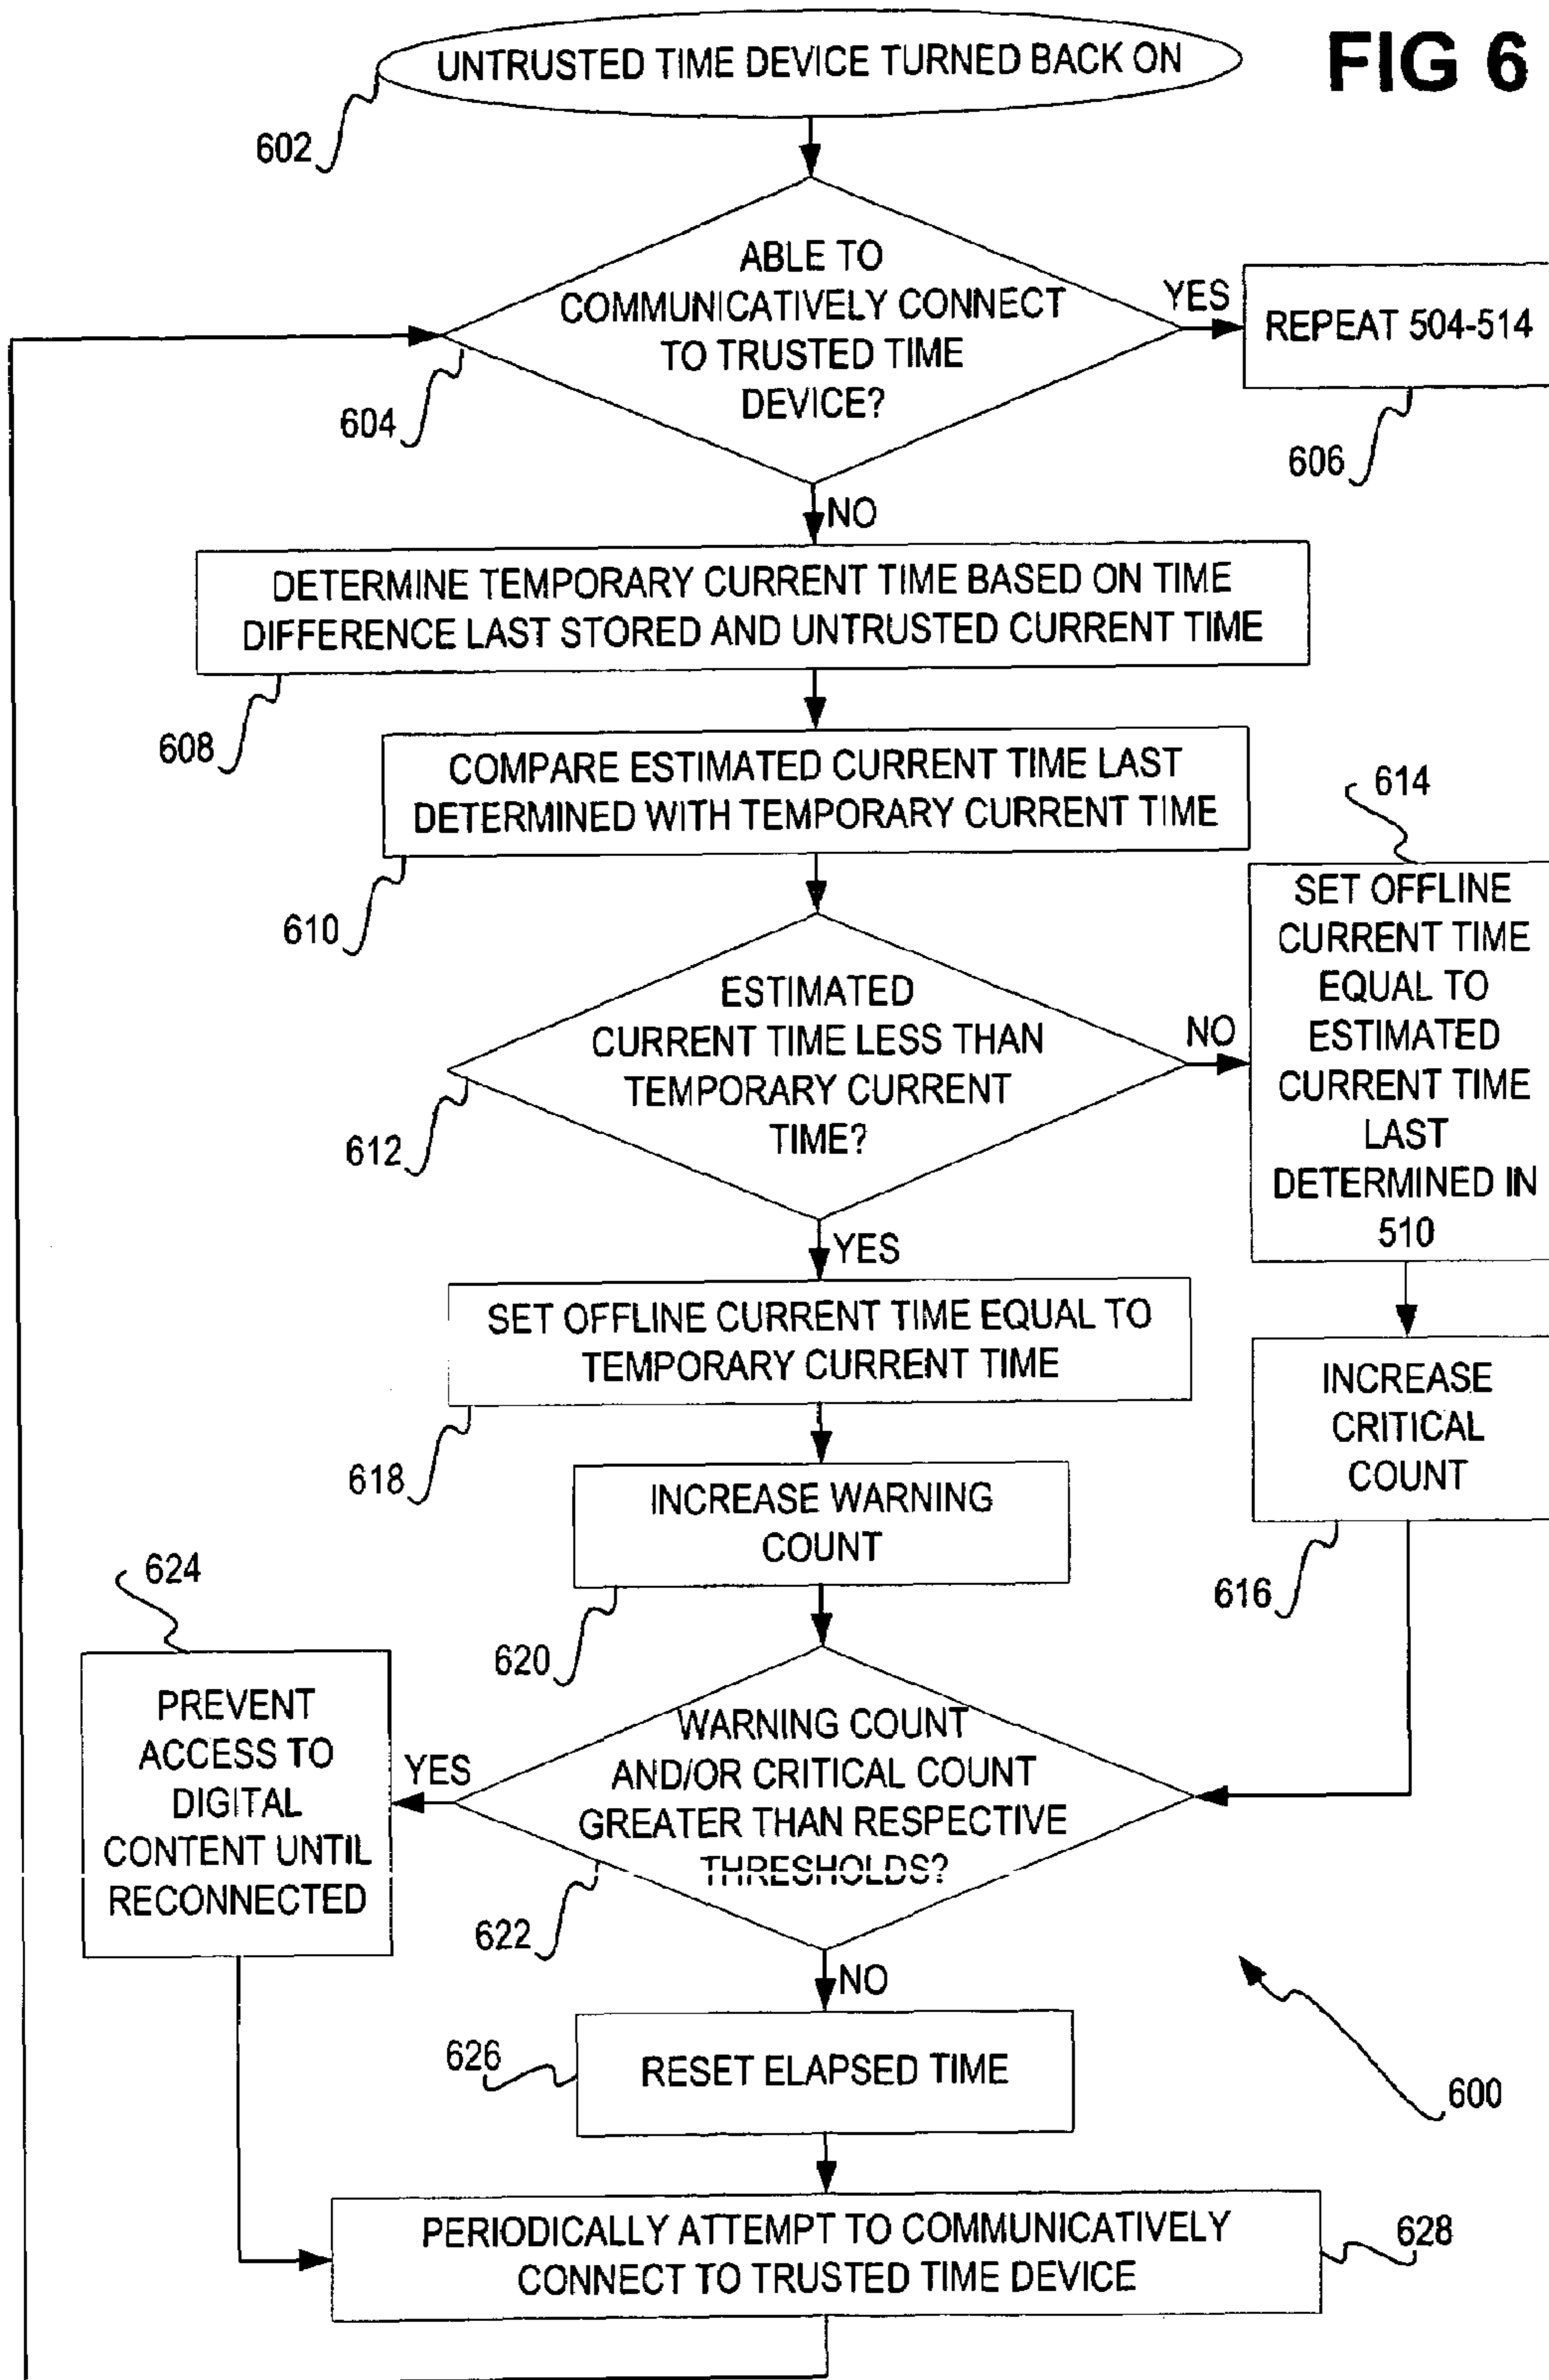 FIG 6
UNTRUSTED TIME DEVICE TURNED BACK ON
602
ABLE TO
COMMUNICATIVELY CONNECT
TO TRUSTED TIME
DEVICE?
604
YES
REPEAT 504-514
606
NO
DETERMINE TEMPORARY CURRENT TIME BASED ON TIME
DIFFERENCE LAST STORED AND UNTRUSTED CURRENT TIME
608
COMPARE ESTIMATED CURRENT TIME LAST
DETERMINED WITH TEMPORARY CURRENT TIME
610
ESTIMATED
CURRENT TIME LESS THAN
TEMPORARY CURRENT
TIME?
612
NO
614
SET OFFLINE
CURRENT TIME
EQUAL TO
ESTIMATED
CURRENT TIME
LAST
DETERMINED IN
510
YES
SET OFFLINE CURRENT TIME EQUAL TO
TEMPORARY CURRENT TIME
618
INCREASE
CRITICAL
COUNT
616
INCREASE WARNING
COUNT
620
624
PREVENT
ACCESS TO
DIGITAL
CONTENT UNTIL
RECONNECTED
YES
WARNING COUNT
AND/OR CRITICAL COUNT
GREATER THAN RESPECTIVE
THRESHOLDS?
622
NO
RESET ELAPSED TIME
626
600
PERIODICALLY ATTEMPT TO COMMUNICATIVELY
CONNECT TO TRUSTED TIME DEVICE
628